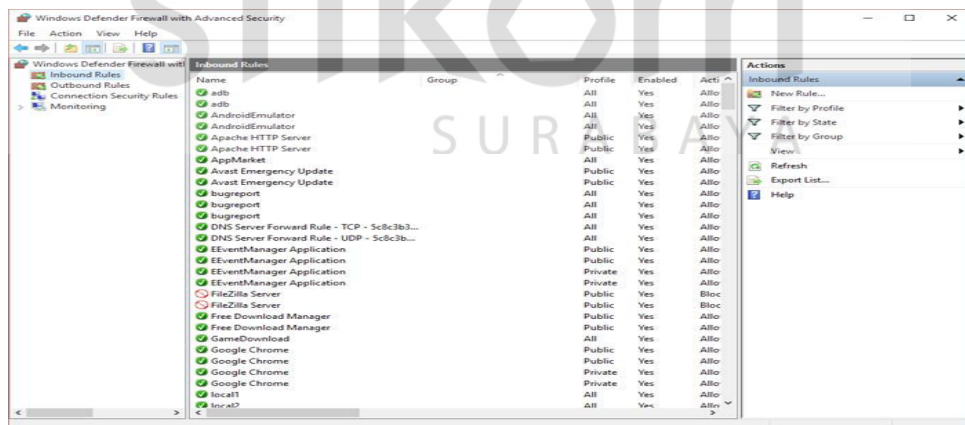 stikom
SURABAYA
Windows Defender Firewall with Advanced Security
File Action View Help
Windows Defender Firewall witl
Inbound Rules
Outbound Rules
Connection Security Rules
Monitoring
Inbound Rules
Name Group Profile Enabled Acti
adb All Yes Allo
adb All Yes Allo
AndroidEmulator All Yes Allo
AndroidEmulator All Yes Allo
Apache HTTP Server Public Yes Allo
Apache HTTP Server Public Yes Allo
AppMarket All Yes Allo
Avast Emergency Update Public Yes Allo
Avast Emergency Update Public Yes Allo
bugreport All Yes Allo
bugreport All Yes Allo
bugreport All Yes Allo
DNS Server Forward Rule - TCP - 5c8c3b3... All Yes Allo
DNS Server Forward Rule - UDP - 5c8c3b... All Yes Allo
EEventManager Application Public Yes Allo
EEventManager Application Public Yes Allo
EEventManager Application Private Yes Allo
EEventManager Application Private Yes Allo
FileZilla Server Public Yes Bloc
FileZilla Server Public Yes Bloc
Free Download Manager Public Yes Allo
Free Download Manager Public Yes Allo
GameDownload All Yes Allo
Google Chrome Public Yes Allo
Google Chrome Public Yes Allo
Google Chrome Private Yes Allo
Google Chrome Private Yes Allo
local1 All Yes Allo
local2 All Yes Allo
Actions
Inbound Rules
New Rule...
Filter by Profile
Filter by State
Filter by Group
View
Refresh
Export List...
Help